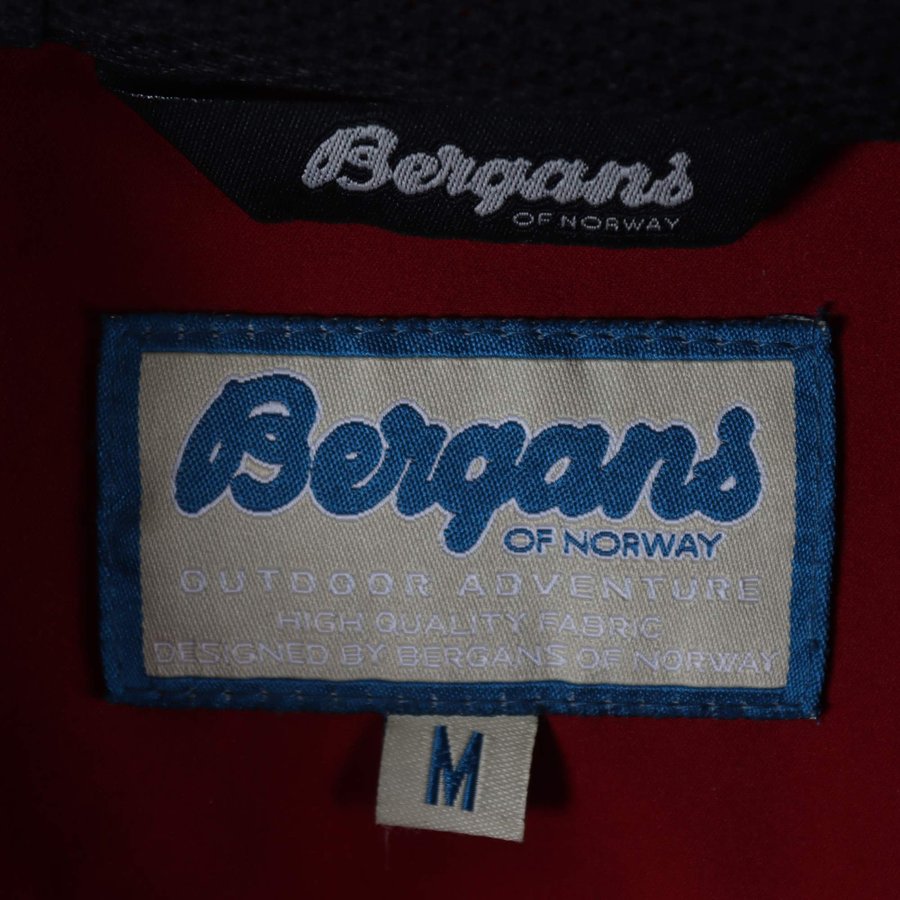 Bergans
OF NORWAY
Bergans
OF NORWAY
OUTDOOR ADVENTURE
HIGH QUALITY FABRIC
DESIGNED BY BERGANS OF NORWAY
M